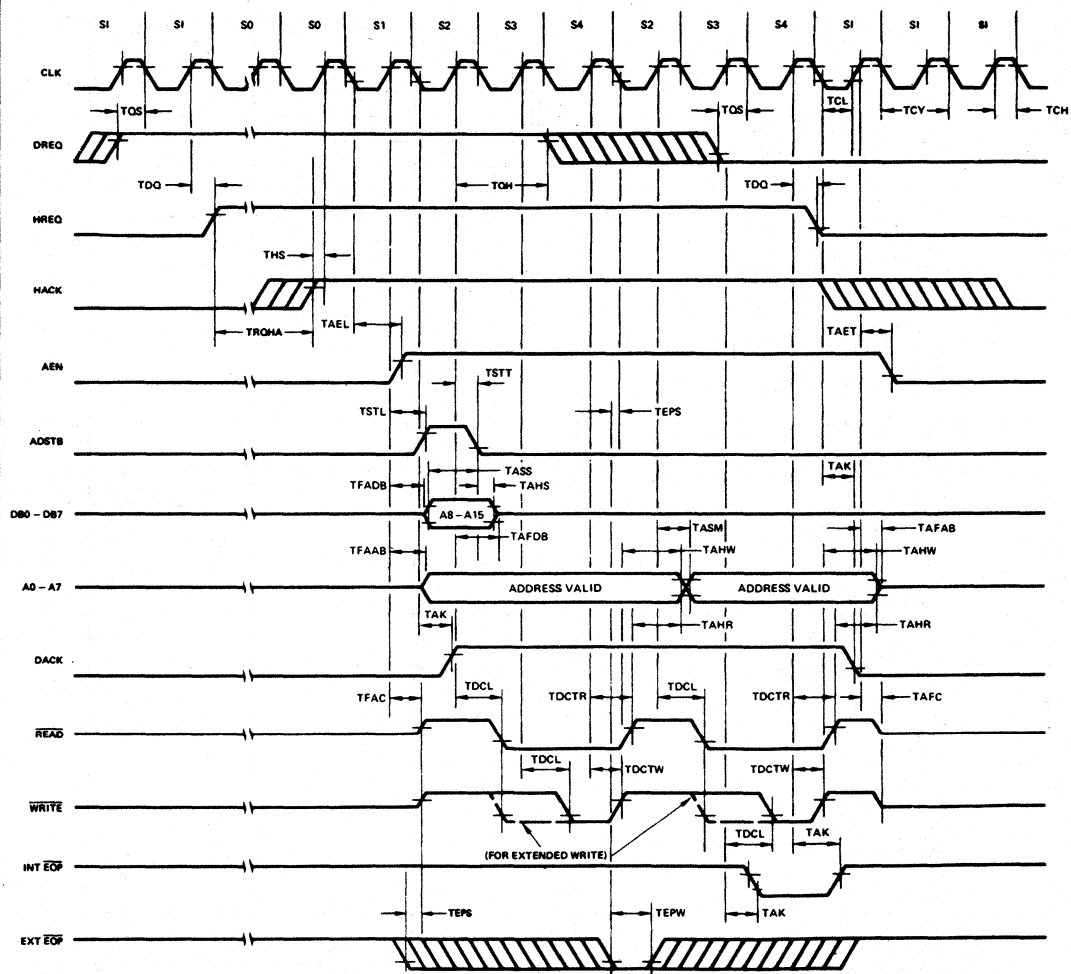 SI SI S0 S0 S1 S2 S3 S4 S2 S3 S4 SI SI SI
CLK
TQS TQS TCL TCY TCH
DREQ
TDQ TQH TDQ
HREQ
THS
HACK
TRQHA TAEL TAET
AEN
TSTT
TSTL TEPS
ADSTB
TASS TAK
TFADB TAHS
DB0 – DB7 A8 – A15 TASM TAFAB
TAFDB
TFAAB TAHW TAHW
A0 – A7 ADDRESS VALID ADDRESS VALID
TAK TAHR TAHR
DACK
TFAC TDCL TDCTR TDCL TDCTR TAFC
READ
TDCL TDCTW TDCTW
WRITE
(FOR EXTENDED WRITE) TDCL TAK
INT EOP
TEPS TEPW TAK
EXT EOP